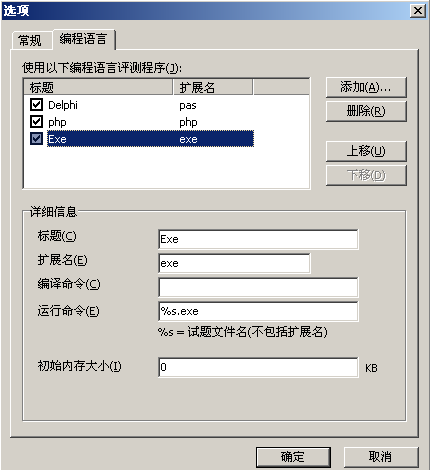 选项
常规 编程语言
使用以下编程语言评测程序(J):
标题 扩展名
Delphi pas
php php
Exe exe
添加(A)...
删除(R)
上移(U)
下移(D)
详细信息
标题(C) Exe
扩展名(E) exe
编译命令(C)
运行命令(E) %s.exe
%s = 试题文件名(不包括扩展名)
初始内存大小(I) 0 KB
确定 取消